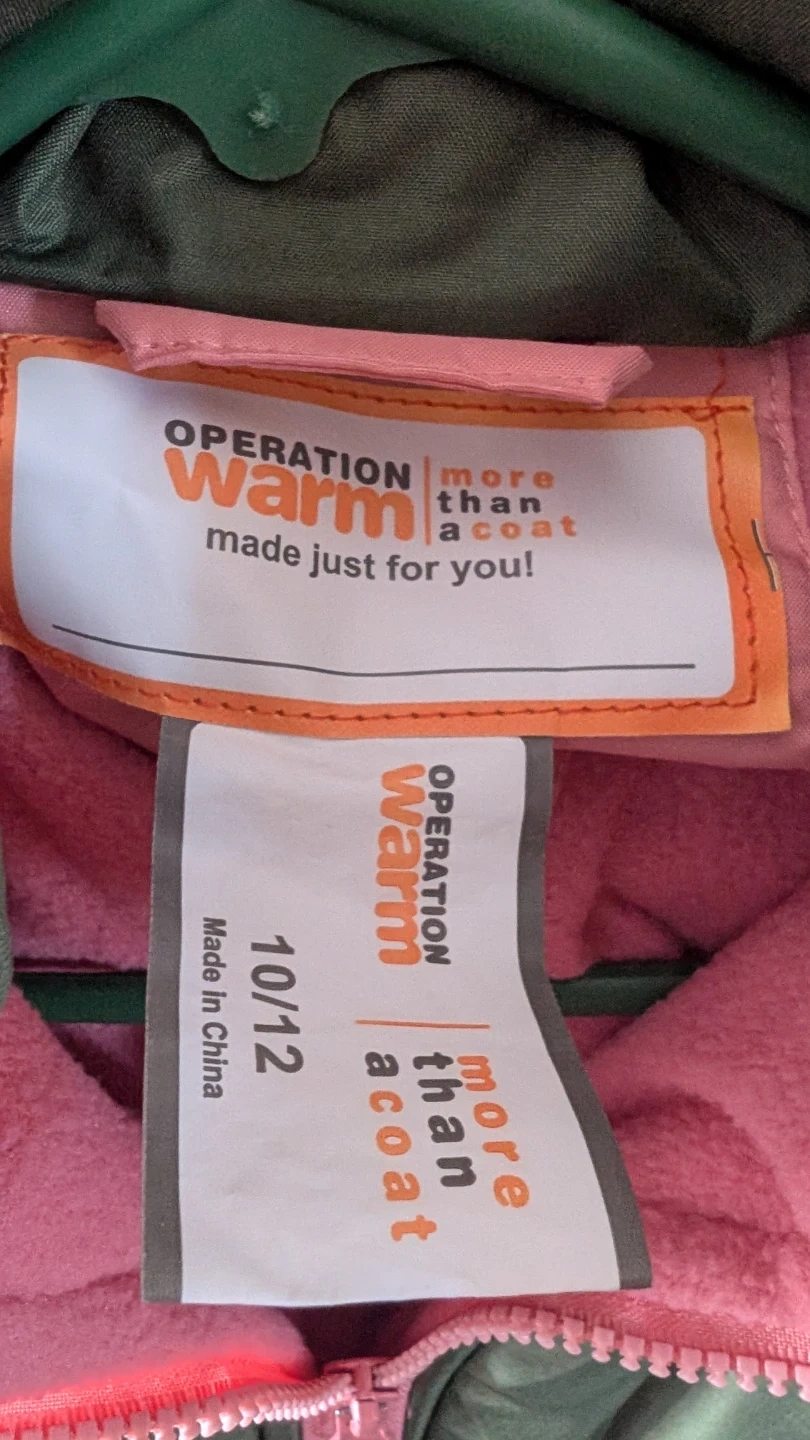 OPERATION
warm
more
than
a coat
made just for you!
OPERATION
warm
more
than
a coat
10/12
Made in China